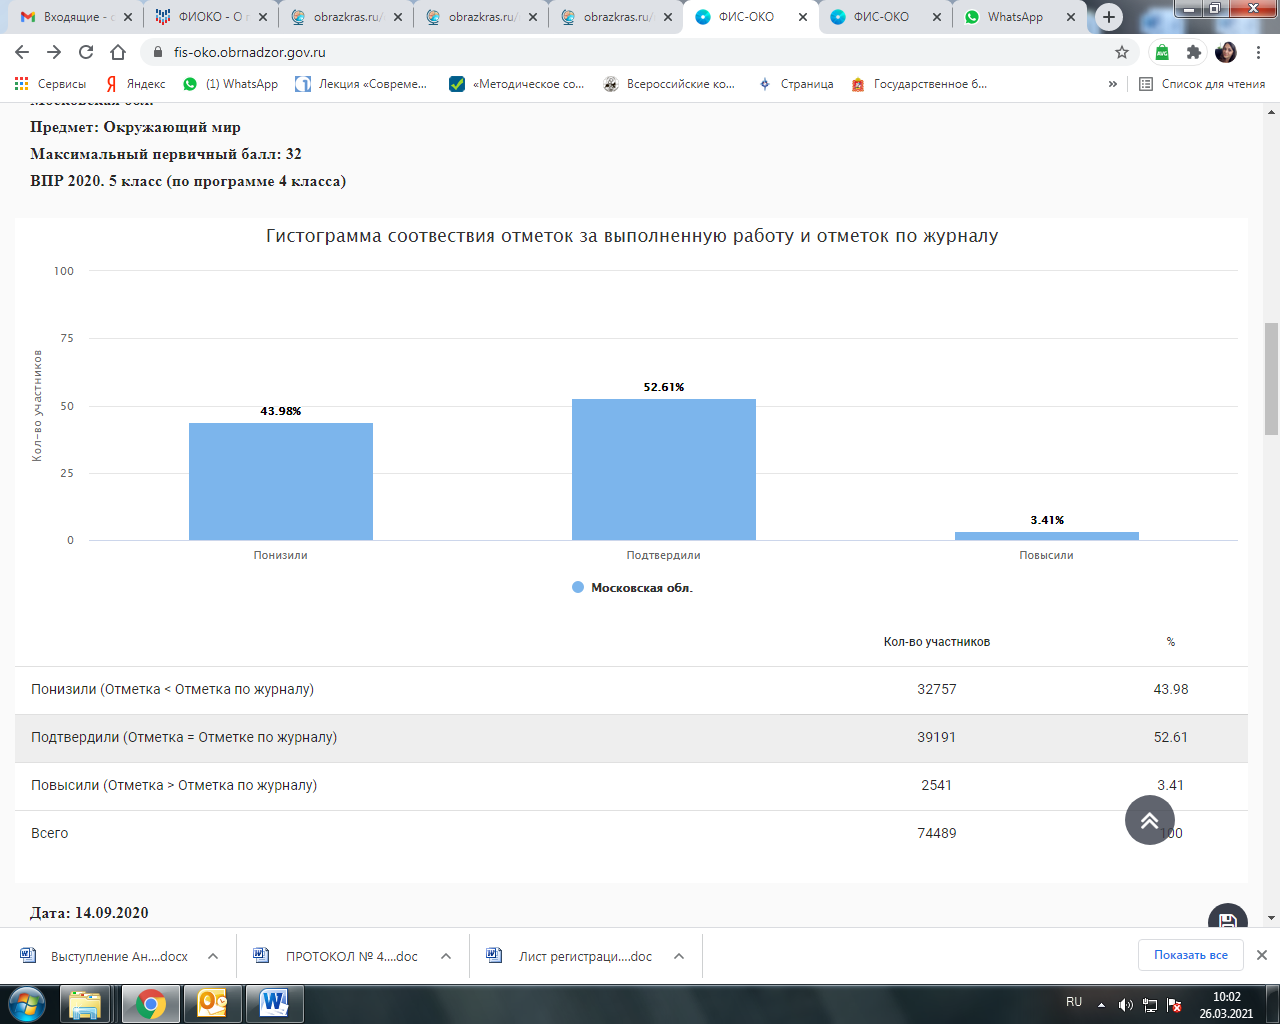 Входящие - с
ФИОКО - О г
obrazkras.ru/
obrazkras.ru/
obrazkras.ru/
ФИС-ОКО
ФИС-ОКО
WhatsApp
fis-oko.obrnadzor.gov.ru
Сервисы
Яндекс
(1) WhatsApp
Лекция «Совреме...
«Методическое со...
Всероссийские ко...
Страница
Государственное б...
»
Список для чтения
Московская обл.
Предмет: Окружающий мир
Максимальный первичный балл: 32
ВПР 2020. 5 класс (по программе 4 класса)
Гистограмма соотвествия отметок за выполненную работу и отметок по журналу
Кол-во участников
100
75
50
25
0
43.98%
52.61%
3.41%
Понизили
Подтвердили
Повысили
Московская обл.
Кол-во участников %
Понизили (Отметка < Отметка по журналу) 32757 43.98
Подтвердили (Отметка = Отметке по журналу) 39191 52.61
Повысили (Отметка > Отметка по журналу) 2541 3.41
Всего 74489 100
Дата: 14.09.2020
Выступление Ан....docx
ПРОТОКОЛ № 4....doc
Лист регистраци....doc
Показать все
RU
10:02
26.03.2021